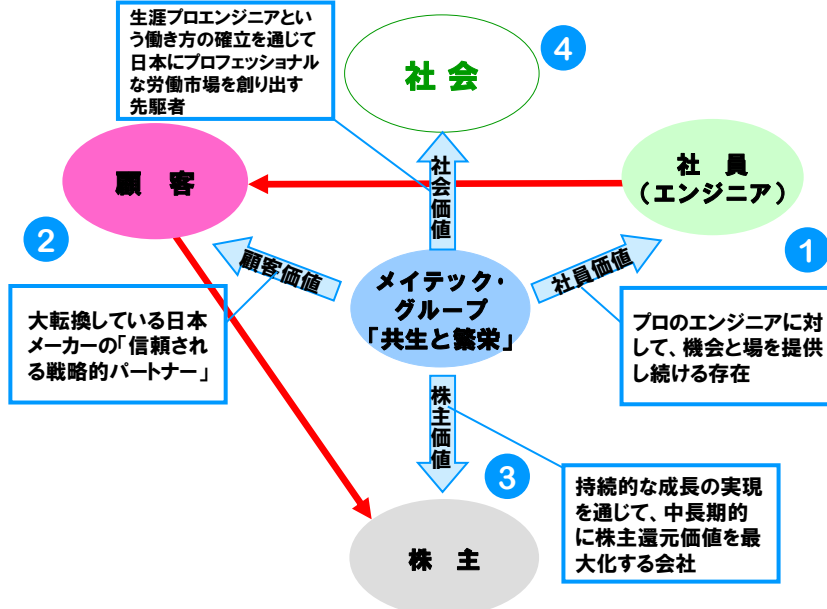 生涯プロエンジニアとい
う働き方の確立を通じて
日本にプロフェッショナル
な労働市場を創り出す
先駆者
社 会
4
顧 客
社会価値
社 員
（エンジニア）
2
顧客価値
メイテック・
グループ
「共生と繁栄」
社員価値
1
大転換している日本
メーカーの「信頼され
る戦略的パートナー」
プロのエンジニアに対
して、機会と場を提供
し続ける存在
株主価値
3
持続的な成長の実現
を通じて、中長期的
に株主還元価値を最
大化する会社
株 主